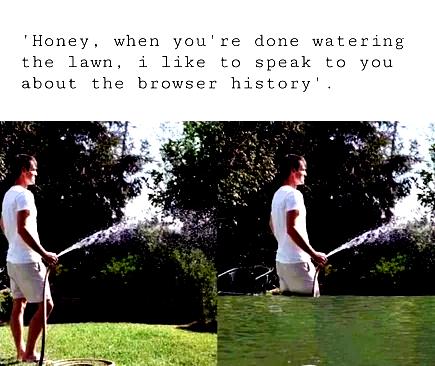 'Honey, when you're done watering
the lawn, i like to speak to you
about the browser history'.